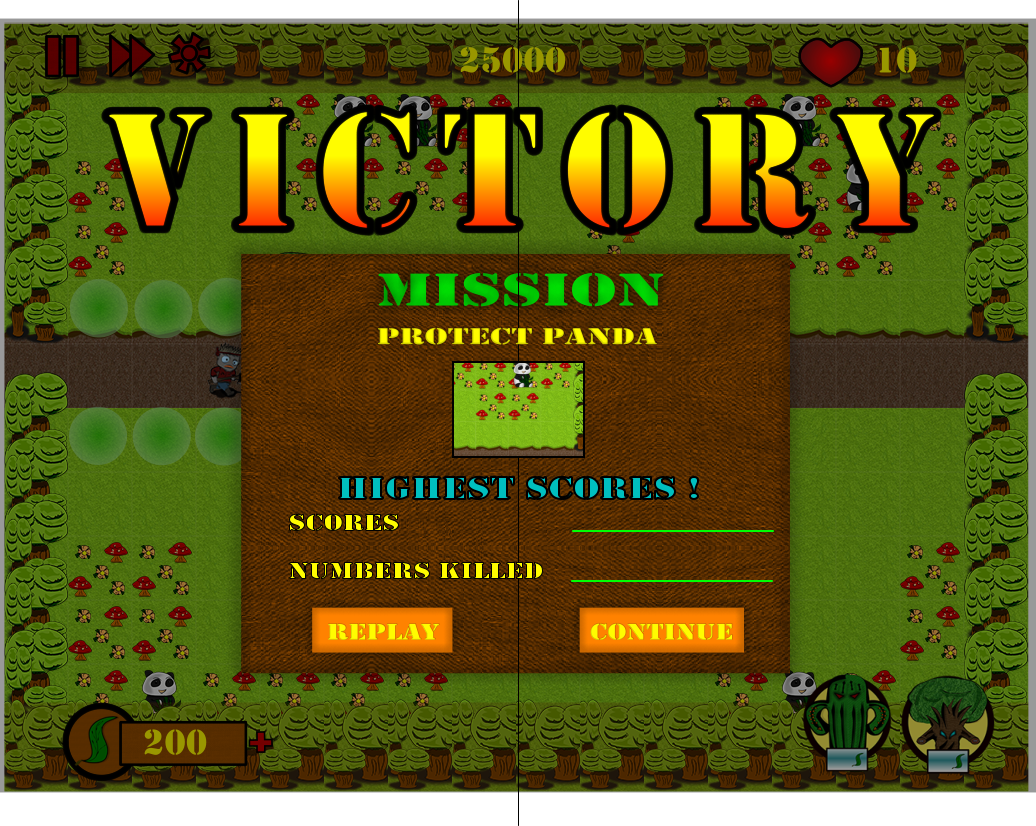 25000
10
VICTORY
MISSION
PROTECT PANDA
HIGHEST SCORES !
SCORES
NUMBERS KILLED
REPLAY
CONTINUE
200